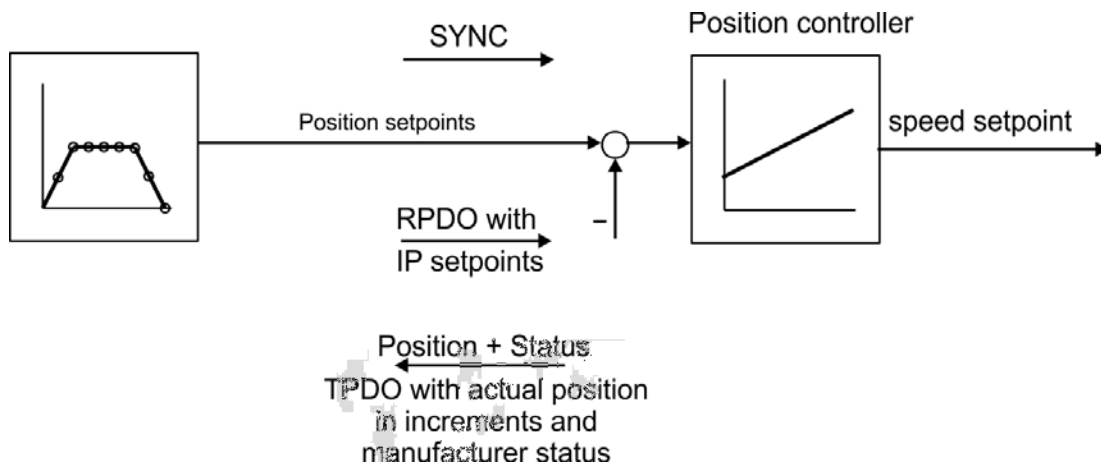 SYNC
Position controller
Position setpoints
speed setpoint
RPDO with
IP setpoints
–
Position + Status
TPDO with actual position
in increments and
manufacturer status